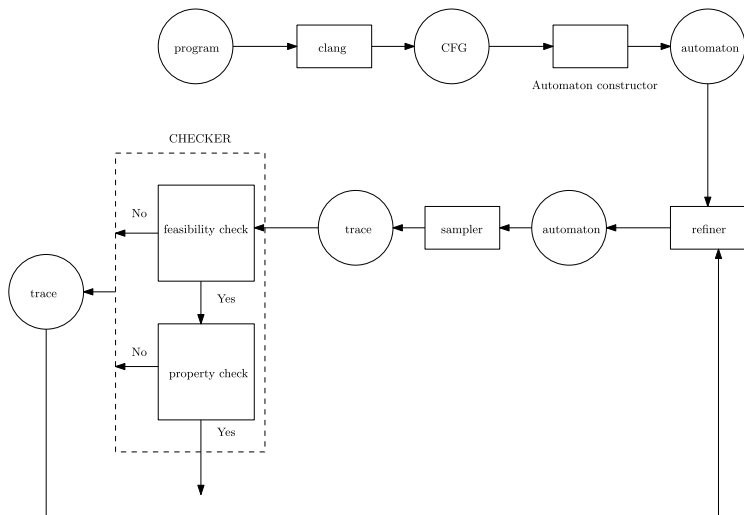 program
clang
CFG
automaton
Automaton constructor
CHECKER
No
feasibility check
trace
sampler
automaton
refiner
trace
Yes
No
property check
Yes